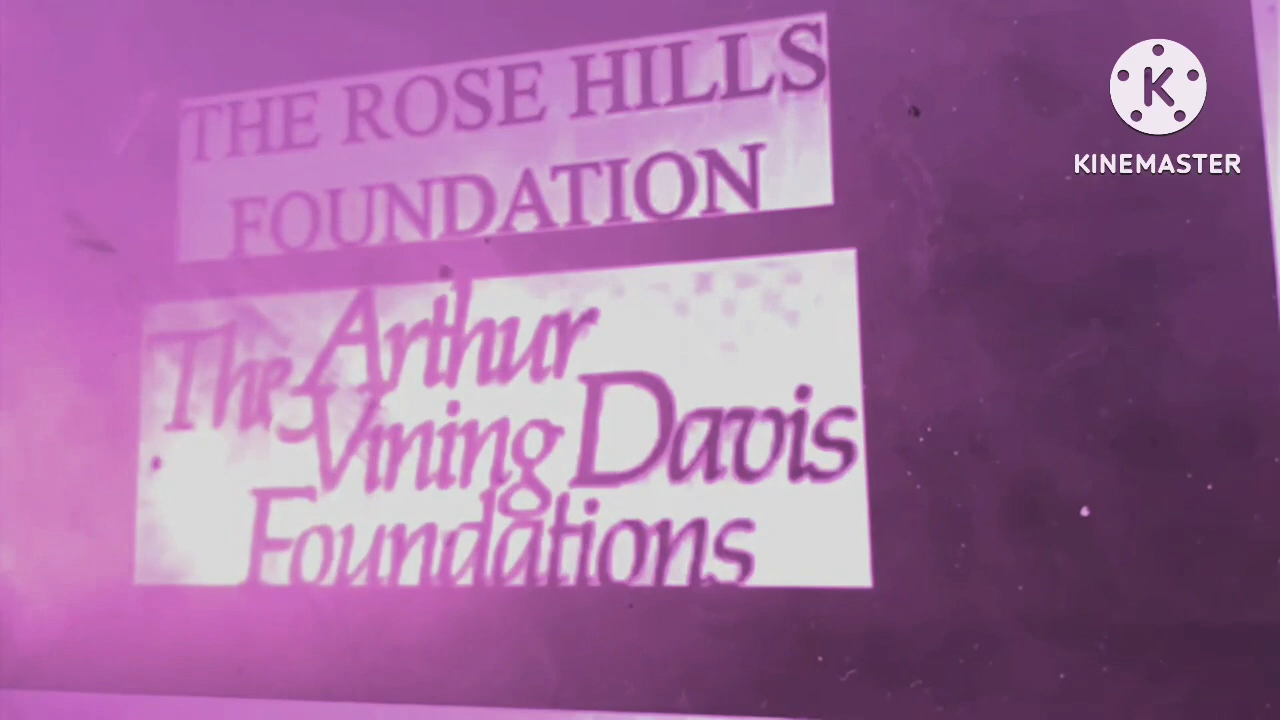 THE ROSE HILLS
FOUNDATION
The Arthur
Vining Davis
Foundations
KINEMASTER